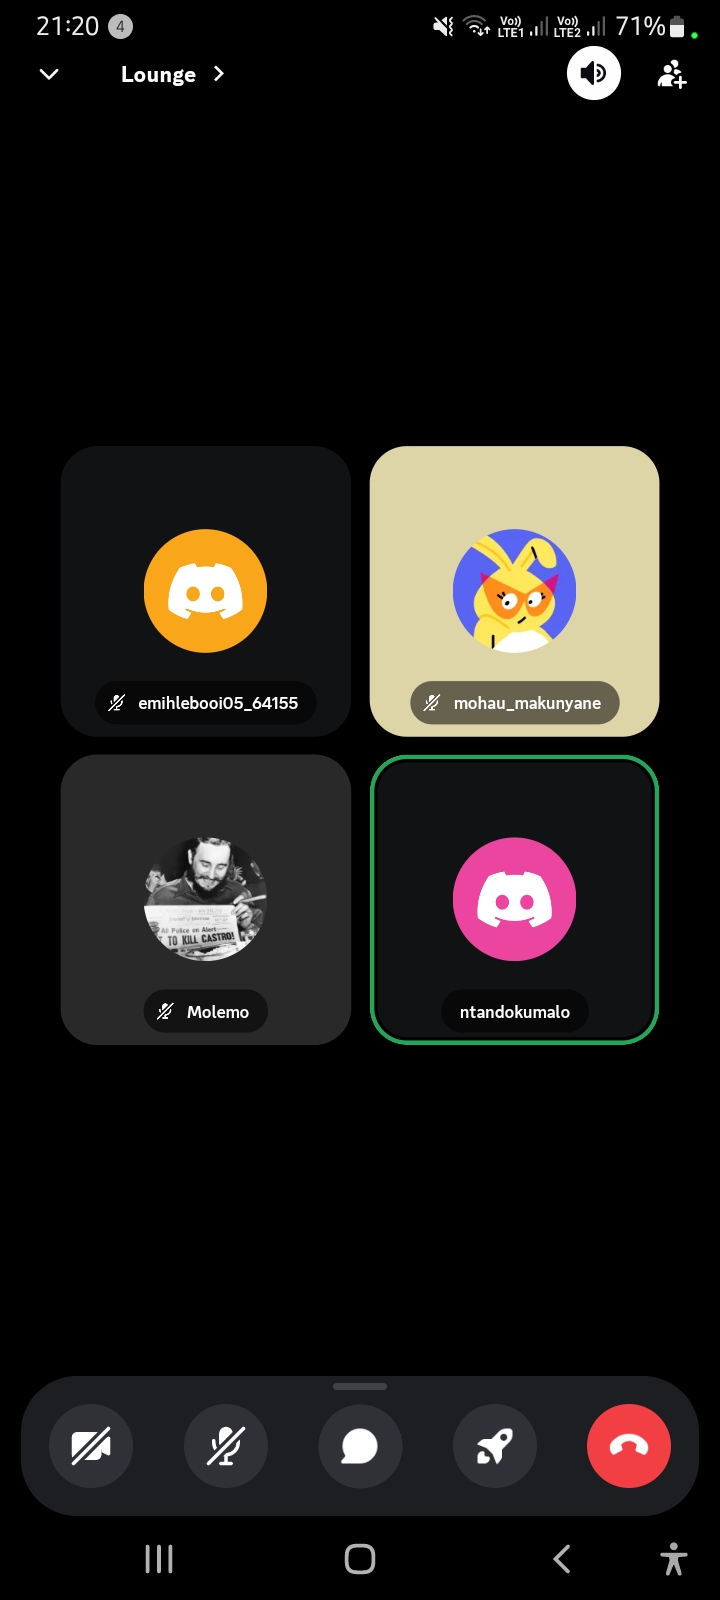 21:20 4 Vo)) LTE1 Vo)) LTE2 71%
Lounge
emihlebooi05_64155
mohau_makunyane
All Police on Alert
TO KILL CASTRO!
Molemo
ntandokumalo